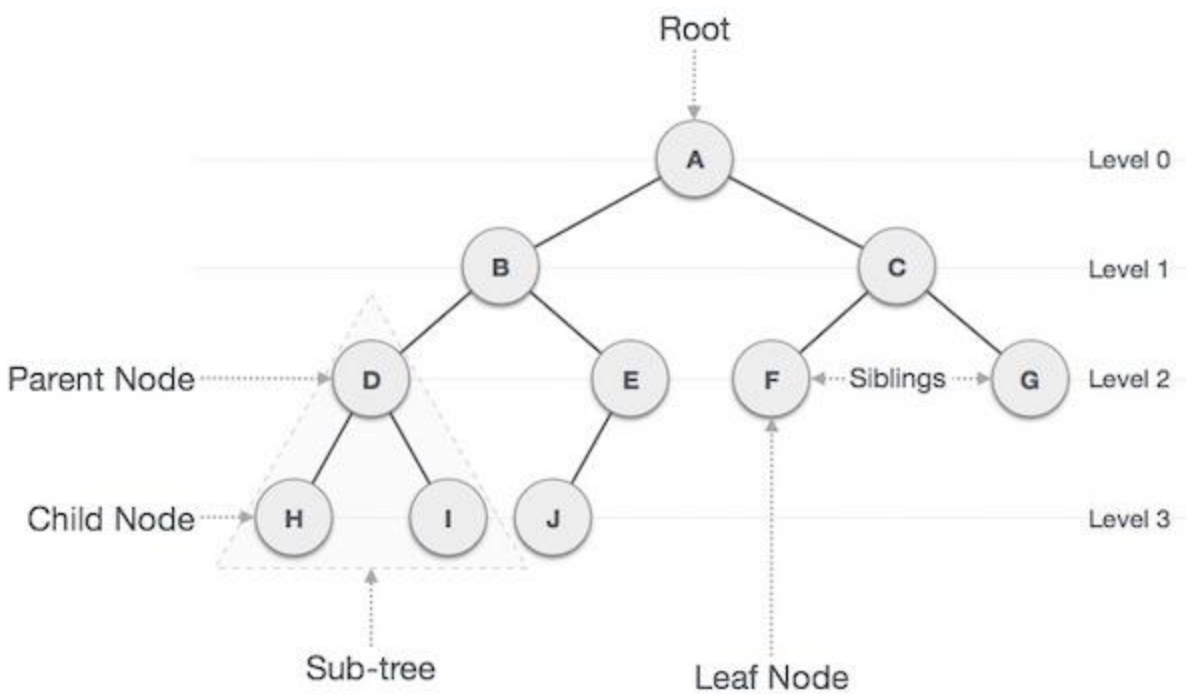 Root
A
Level 0
B
C
Level 1
Parent Node
D
E
F
Siblings
G
Level 2
Child Node
H
I
J
Level 3
Sub-tree
Leaf Node